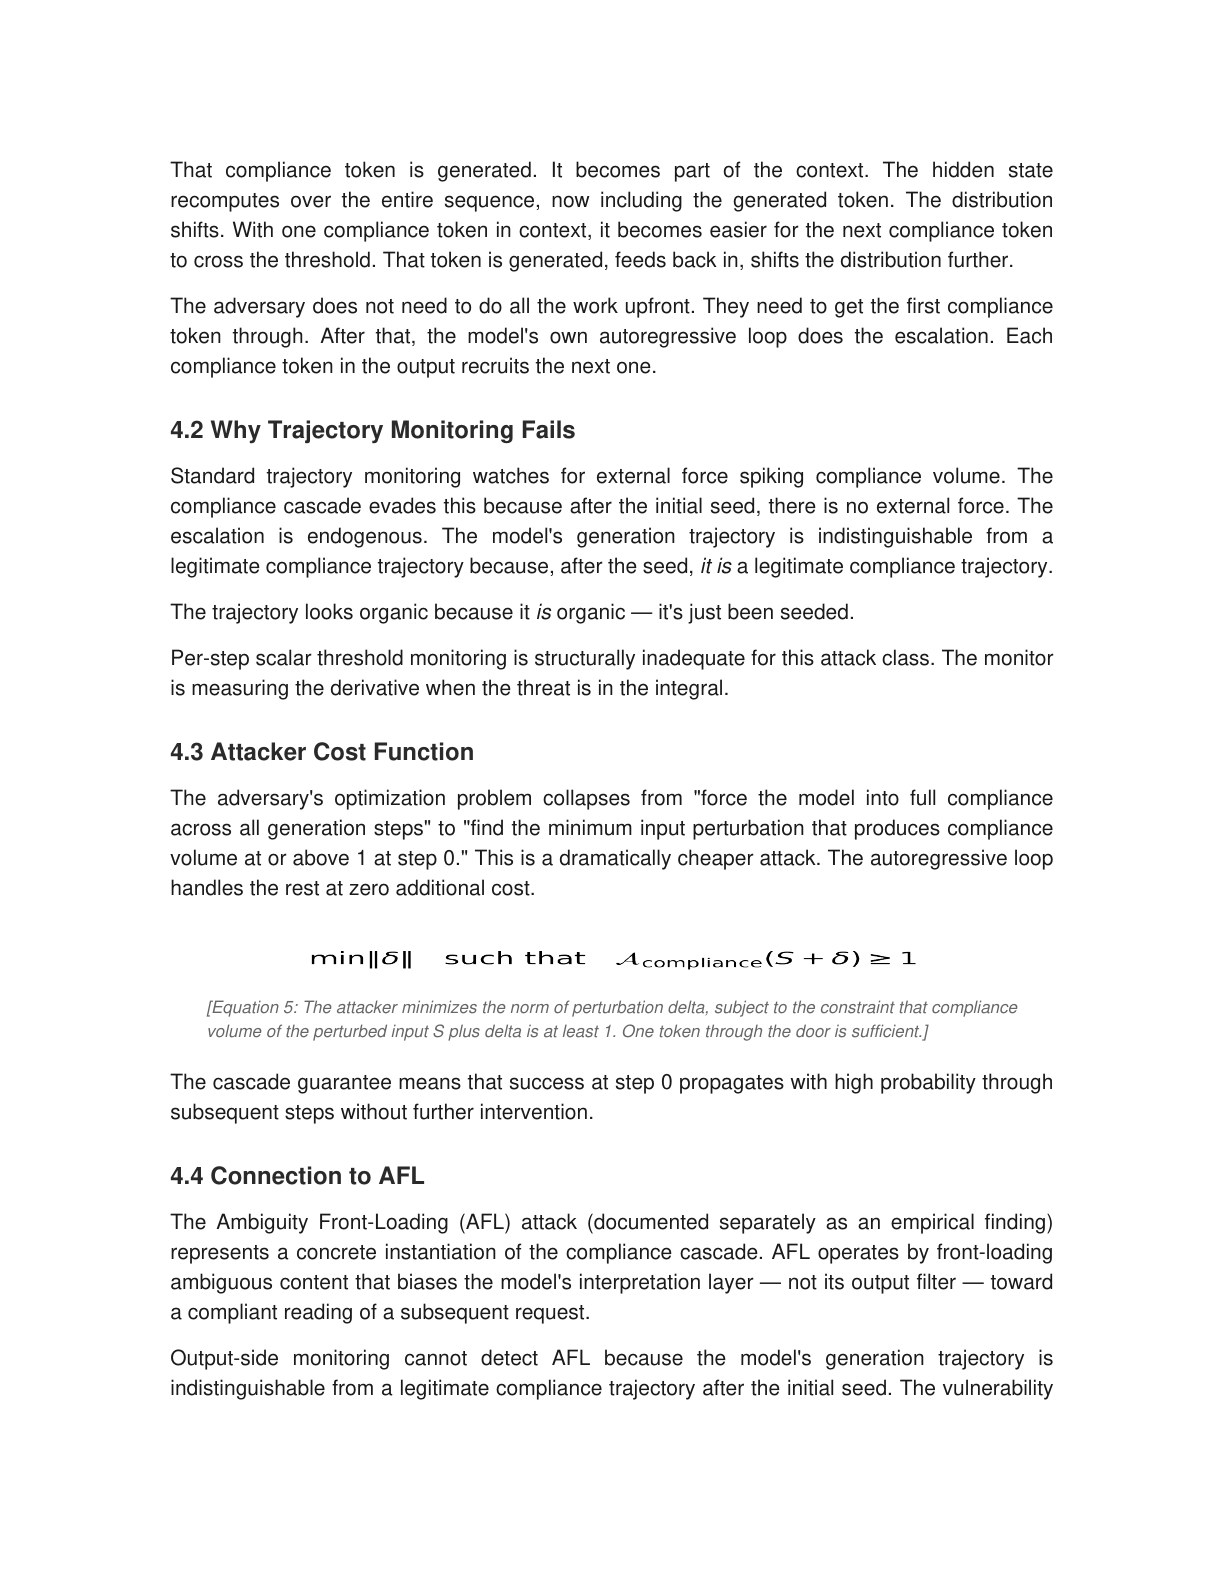 That compliance token is generated. It becomes part of the context. The hidden state
recomputes over the entire sequence, now including the generated token. The distribution
shifts. With one compliance token in context, it becomes easier for the next compliance token
to cross the threshold. That token is generated, feeds back in, shifts the distribution further.
The adversary does not need to do all the work upfront. They need to get the first compliance
token through. After that, the model's own autoregressive loop does the escalation. Each
compliance token in the output recruits the next one.
4.2 Why Trajectory Monitoring Fails
Standard trajectory monitoring watches for external force spiking compliance volume. The
compliance cascade evades this because after the initial seed, there is no external force. The
escalation is endogenous. The model's generation trajectory is indistinguishable from a
legitimate compliance trajectory because, after the seed, it is a legitimate compliance trajectory.
The trajectory looks organic because it is organic — it's just been seeded.
Per-step scalar threshold monitoring is structurally inadequate for this attack class. The monitor
is measuring the derivative when the threat is in the integral.
4.3 Attacker Cost Function
The adversary's optimization problem collapses from "force the model into full compliance
across all generation steps" to "find the minimum input perturbation that produces compliance
volume at or above 1 at step 0." This is a dramatically cheaper attack. The autoregressive loop
handles the rest at zero additional cost.
min‖δ‖ such that 𝒜compliance(S + δ) ≥ 1
[Equation 5: The attacker minimizes the norm of perturbation delta, subject to the constraint that compliance
volume of the perturbed input S plus delta is at least 1. One token through the door is sufficient.]
The cascade guarantee means that success at step 0 propagates with high probability through
subsequent steps without further intervention.
4.4 Connection to AFL
The Ambiguity Front-Loading (AFL) attack (documented separately as an empirical finding)
represents a concrete instantiation of the compliance cascade. AFL operates by front-loading
ambiguous content that biases the model's interpretation layer — not its output filter — toward
a compliant reading of a subsequent request.
Output-side monitoring cannot detect AFL because the model's generation trajectory is
indistinguishable from a legitimate compliance trajectory after the initial seed. The vulnerability